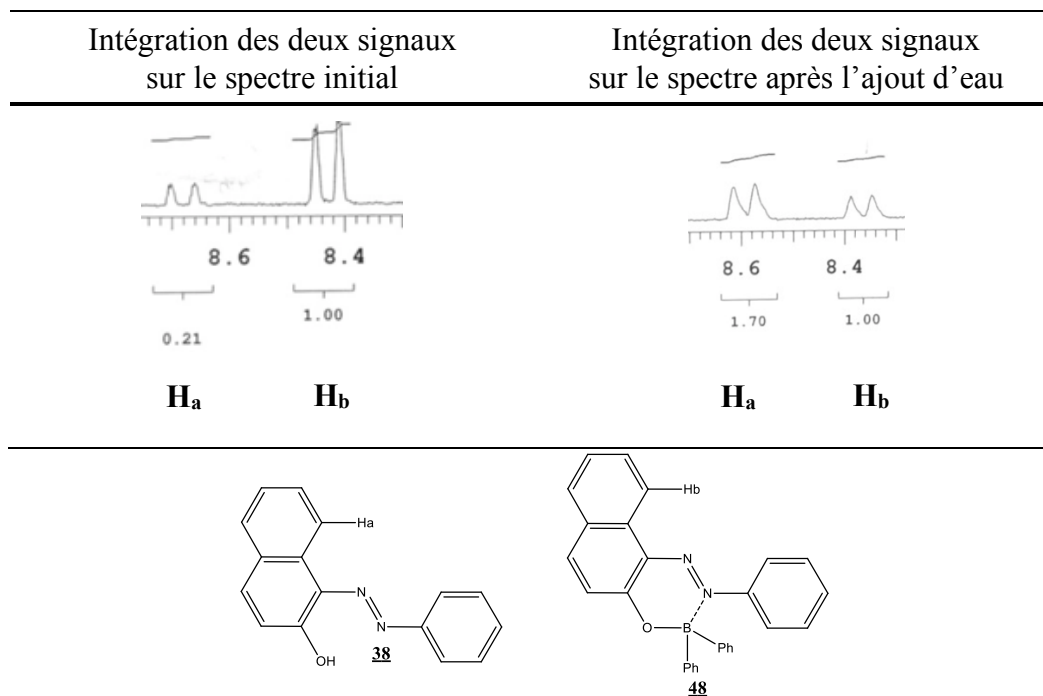 Intégration des deux signaux
sur le spectre initial
Intégration des deux signaux
sur le spectre après l'ajout d'eau
8.6 8.4
0.21 1.00
8.6 8.4
1.70 1.00
Ha Hb
Ha Hb
Ha
N
N
OH
38
Hb
N
N
O B
Ph
Ph
48